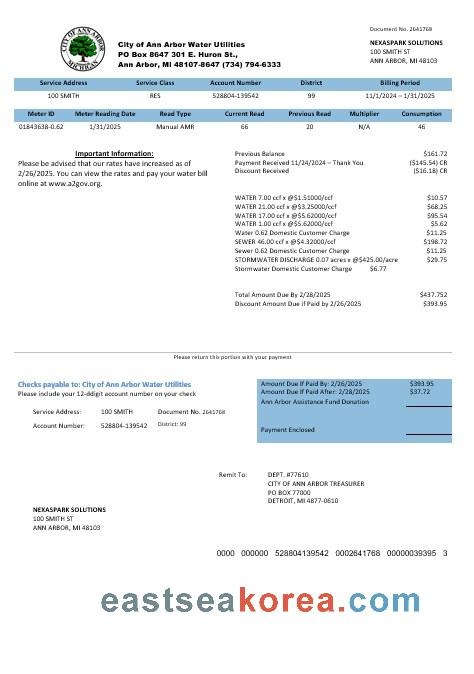 Document No. 2641768
CITY OF ANN ARBOR
MICHIGAN
City of Ann Arbor Water Utilities
PO Box 8647 301 E. Huron St.,
Ann Arbor, MI 48107-8647 (734) 794-6333
NEXASPARK SOLUTIONS
100 SMITH ST
ANN ARBOR, MI 48103
Service Address Service Class Account Number District Billing Period
100 SMITH RES 528804-139542 99 11/1/2024 – 1/31/2025
Meter ID Meter Reading Date Read Type Current Read Previous Read Multiplier Consumption
01843638-0.62 1/31/2025 Manual AMR 66 20 N/A 46
Important Information:
Please be advised that our rates have increased as of
2/26/2025. You can view the rates and pay your water bill
online at www.a2gov.org.
Previous Balance $161.72
Payment Received 11/24/2024 – Thank You ($145.54) CR
Discount Received ($16.18) CR
WATER 7.00 ccf x @$1.51000/ccf $10.57
WATER 21.00 ccf x @$3.25000/ccf $68.25
WATER 17.00 ccf x @$5.62000/ccf $95.54
WATER 1.00 ccf x @$5.62000/ccf $5.62
Water 0.62 Domestic Customer Charge $11.25
SEWER 46.00 ccf x @$4.32000/ccf $198.72
Sewer 0.62 Domestic Customer Charge $11.25
STORMWATER DISCHARGE 0.07 acres x @$425.00/acre $29.75
Stormwater Domestic Customer Charge $6.77
Total Amount Due By 2/28/2025 $437.752
Discount Amount Due if Paid by 2/26/2025 $393.95
Please return this portion with your payment
Checks payable to: City of Ann Arbor Water Utilities
Please include your 12-ddigit account number on your check
Service Address: 100 SMITH Document No. 2641768
Account Number: 528804-139542 District: 99
Amount Due If Paid By: 2/26/2025 $393.95
Amount Due If Paid After: 2/28/2025 $37.72
Ann Arbor Assistance Fund Donation
Payment Enclosed
Remit To: DEPT. #77610
CITY OF ANN ARBOR TREASURER
PO BOX 77000
DETROIT, MI 4877-0610
NEXASPARK SOLUTIONS
100 SMITH ST
ANN ARBOR, MI 48103
0000 000000 528804139542 0002641768 00000039395 3
eastseakorea.com